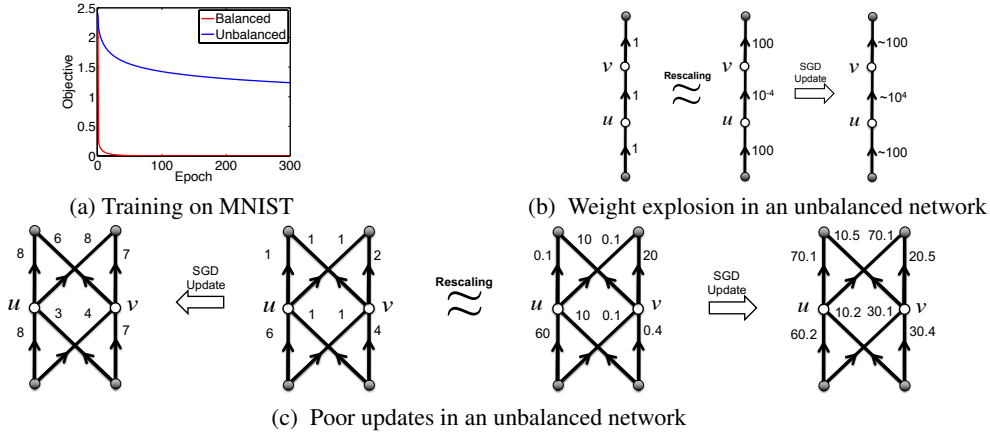 2.5
2
1.5
1
0.5
0
0
100
200
300
Objective
Epoch
Balanced
Unbalanced
(a) Training on MNIST
1
v
1
u
1
Rescaling
≈
100
v
10-4
u
100
SGD
Update
~100
v
~104
u
~100
(b) Weight explosion in an unbalanced network
6 8
8 7
u v
3 4
8 7
SGD
Update
1 1
1 2
u v
1 1
6 4
Rescaling
≈
10 0.1
0.1 20
u v
10 0.1
60 0.4
SGD
Update
10.5 70.1
70.1 20.5
u v
10.2 30.1
60.2 30.4
(c) Poor updates in an unbalanced network